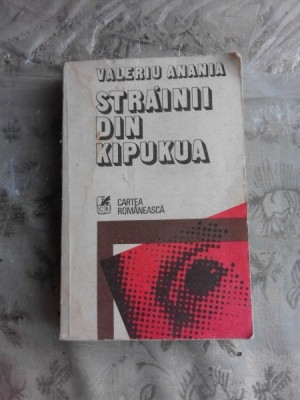 VALERIU ANANIA
STRĂINII
DIN
KIPUKUA
CARTEA
ROMÂNEASCĂ